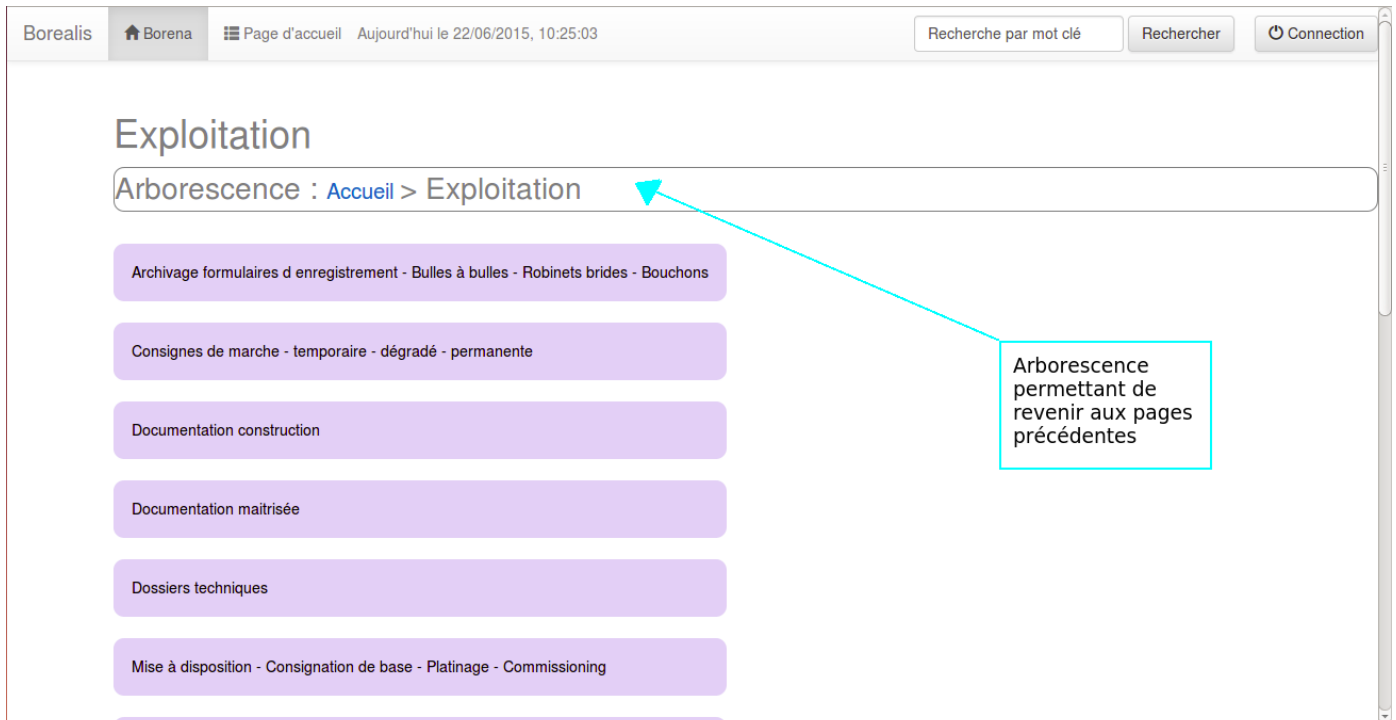 Borealis Borena Page d'accueil Aujourd'hui le 22/06/2015, 10:25:03 Recherche par mot clé Rechercher Connection
Exploitation
Arborescence : Accueil > Exploitation
Archivage formulaires d enregistrement - Bulles à bulles - Robinets brides - Bouchons
Consignes de marche - temporaire - dégradé - permanente
Documentation construction
Documentation maitrisée
Dossiers techniques
Mise à disposition - Consignation de base - Platinage - Commissioning
Arborescence
permettant de
revenir aux pages
précédentes